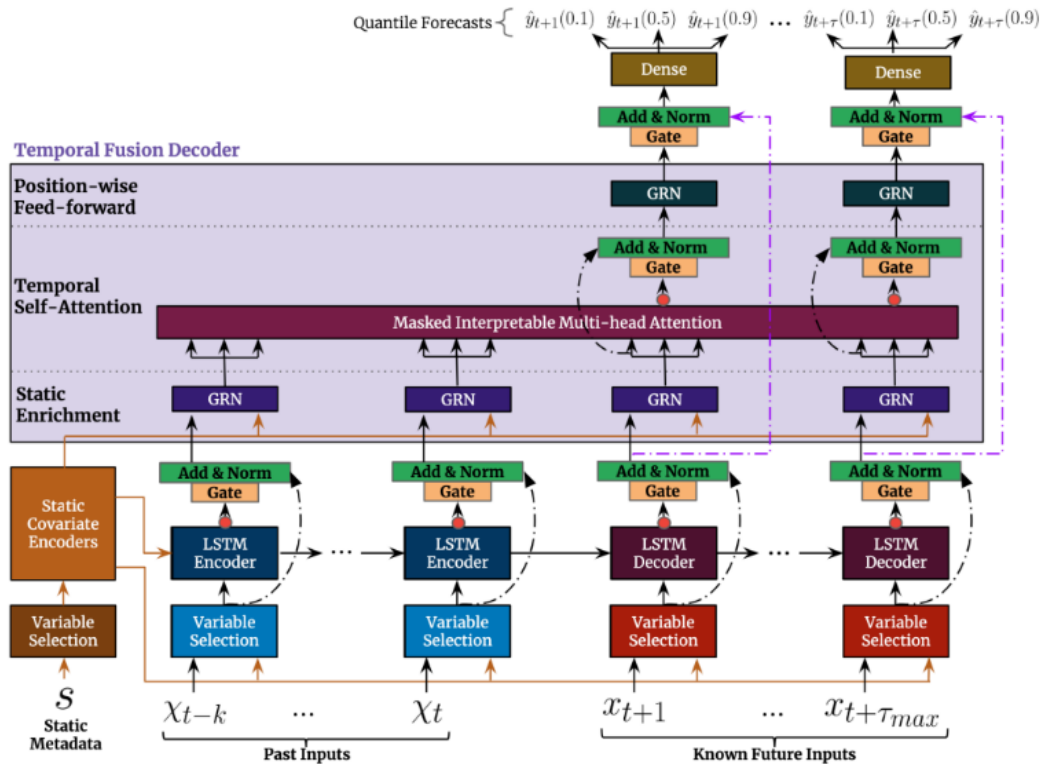 Quantile Forecasts { ŷt+1(0.1) ŷt+1(0.5) ŷt+1(0.9) ... ŷt+τ(0.1) ŷt+τ(0.5) ŷt+τ(0.9)
Dense Dense
Add & Norm Add & Norm
Gate Gate
Temporal Fusion Decoder
Position-wise
Feed-forward
GRN GRN
Add & Norm Add & Norm
Gate Gate
Temporal
Self-Attention
Masked Interpretable Multi-head Attention
Static
Enrichment
GRN GRN GRN GRN
Add & Norm Add & Norm Add & Norm Add & Norm
Gate Gate Gate Gate
Static
Covariate
Encoders
LSTM
Encoder
...
LSTM
Encoder
LSTM
Decoder
...
LSTM
Decoder
Variable
Selection
Variable
Selection
Variable
Selection
Variable
Selection
Variable
Selection
s χt−k ... χt xt+1 ... xt+τmax
Static
Metadata
Past Inputs Known Future Inputs